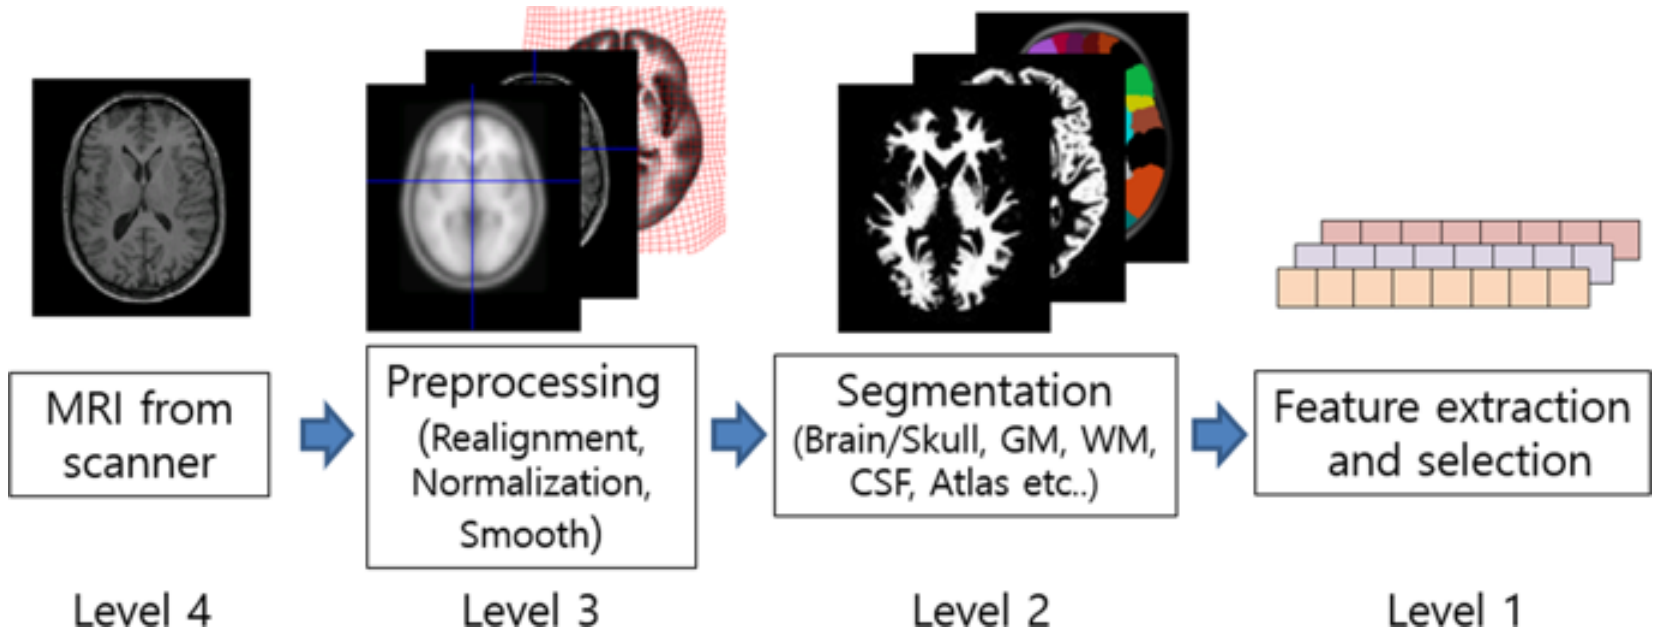 MRI from
scanner
Preprocessing
(Realignment,
Normalization,
Smooth)
Segmentation
(Brain/Skull, GM, WM,
CSF, Atlas etc..)
Feature extraction
and selection
Level 4
Level 3
Level 2
Level 1